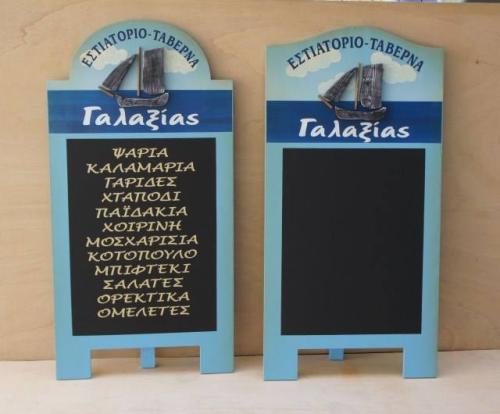 ΕΣΤΙΑΤΟΡΙΟ-ΤΑΒΕΡΝΑ
Γαλαξίας
ΨΑΡΙΑ
ΚΑΛΑΜΑΡΙΑ
ΓΑΡΙΔΕΣ
ΧΤΑΠΟΔΙ
ΠΑΪΔΑΚΙΑ
ΧΟΙΡΙΝΗ
ΜΟΣΧΑΡΙΣΙΑ
ΚΟΤΟΠΟΥΛΟ
ΜΠΙΦΤΕΚΙ
ΣΑΛΑΤΕΣ
ΟΡΕΚΤΙΚΑ
ΟΜΕΛΕΤΕΣ
ΕΣΤΙΑΤΟΡΙΟ-ΤΑΒΕΡΝΑ
Γαλαξίας